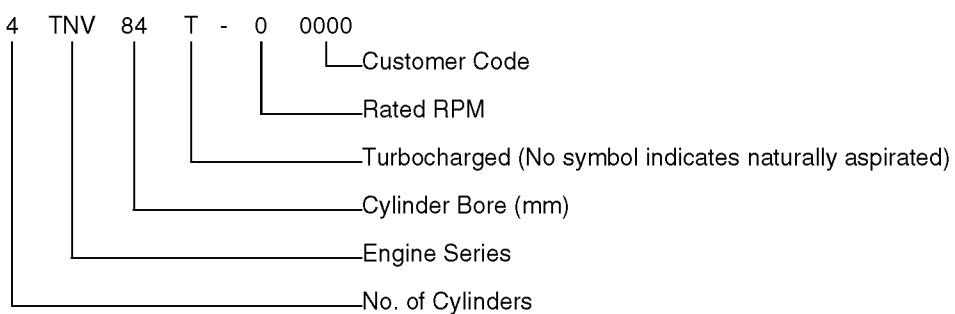 4 TNV 84 T - 0 0000
Customer Code
Rated RPM
Turbocharged (No symbol indicates naturally aspirated)
Cylinder Bore (mm)
Engine Series
No. of Cylinders